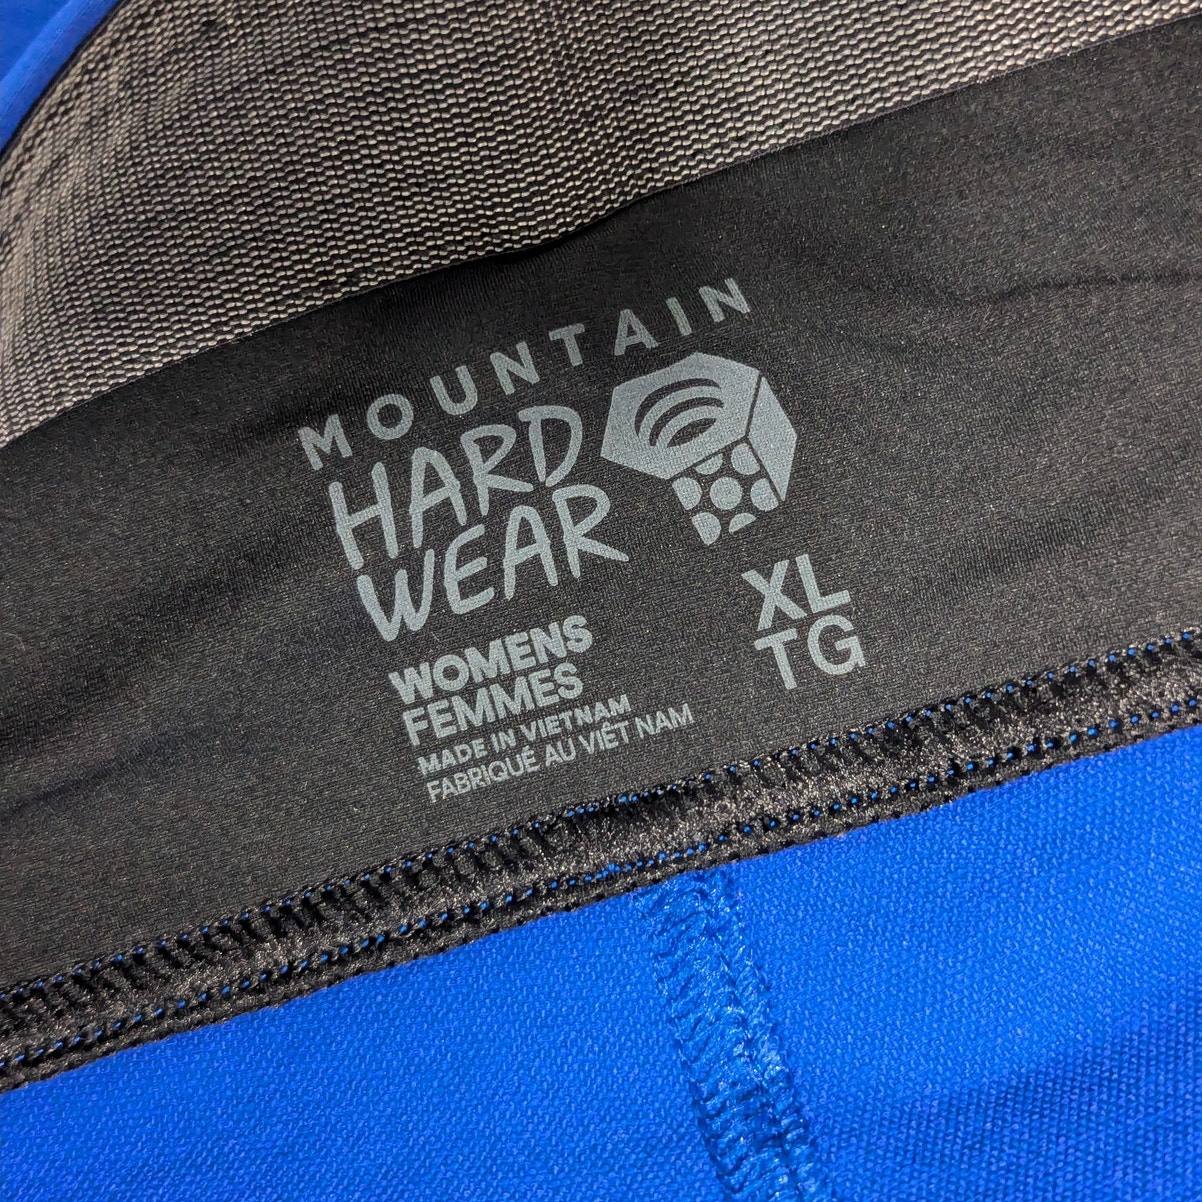 MOUNTAIN
HARD
WEAR
WOMENS
FEMMES
MADE IN VIETNAM
FABRIQUÉ AU VIÊT NAM
XL
TG